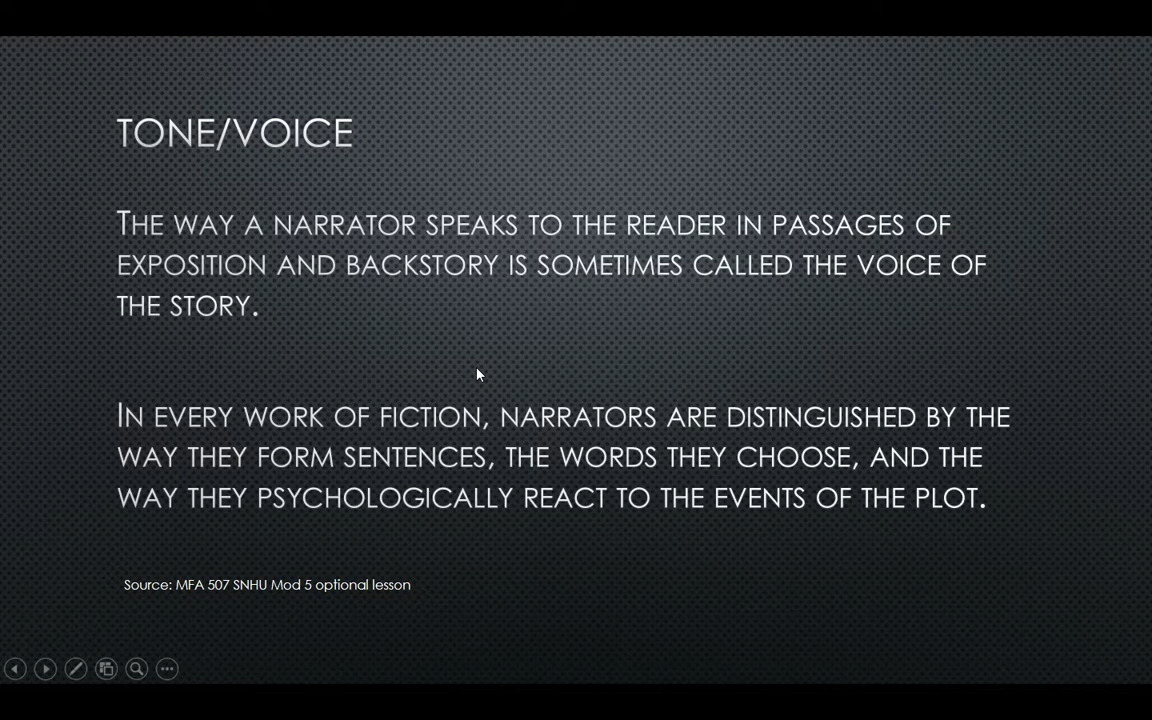 TONE/VOICE
THE WAY A NARRATOR SPEAKS TO THE READER IN PASSAGES OF
EXPOSITION AND BACKSTORY IS SOMETIMES CALLED THE VOICE OF
THE STORY.
IN EVERY WORK OF FICTION, NARRATORS ARE DISTINGUISHED BY THE
WAY THEY FORM SENTENCES, THE WORDS THEY CHOOSE, AND THE
WAY THEY PSYCHOLOGICALLY REACT TO THE EVENTS OF THE PLOT.
Source: MFA 507 SNHU Mod 5 optional lesson